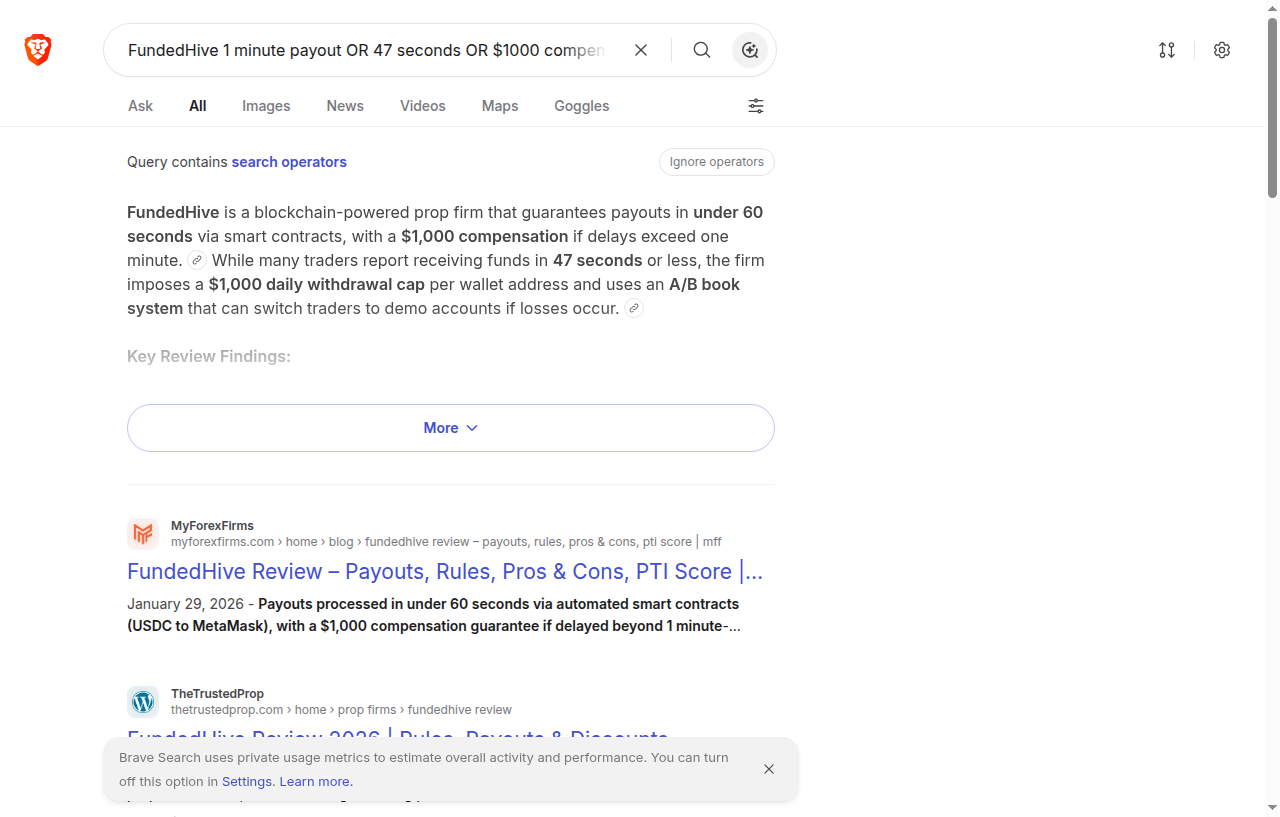 FundedHive 1 minute payout OR 47 seconds OR $1000 compen
Ask All Images News Videos Maps Goggles
Query contains search operators
Ignore operators
FundedHive is a blockchain-powered prop firm that guarantees payouts in under 60
seconds via smart contracts, with a $1,000 compensation if delays exceed one
minute. While many traders report receiving funds in 47 seconds or less, the firm
imposes a $1,000 daily withdrawal cap per wallet address and uses an A/B book
system that can switch traders to demo accounts if losses occur.
Key Review Findings:
More
MyForexFirms
myforexfirms.com › home › blog › fundedhive review – payouts, rules, pros & cons, pti score | mff
FundedHive Review – Payouts, Rules, Pros & Cons, PTI Score |...
January 29, 2026 - Payouts processed in under 60 seconds via automated smart contracts
(USDC to MetaMask), with a $1,000 compensation guarantee if delayed beyond 1 minute-...
TheTrustedProp
thetrustedprop.com › home › prop firms › fundedhive review
FundedHive Review 2026 | Rules, Payouts & Discounts
Brave Search uses private usage metrics to estimate overall activity and performance. You can turn
off this option in Settings. Learn more.